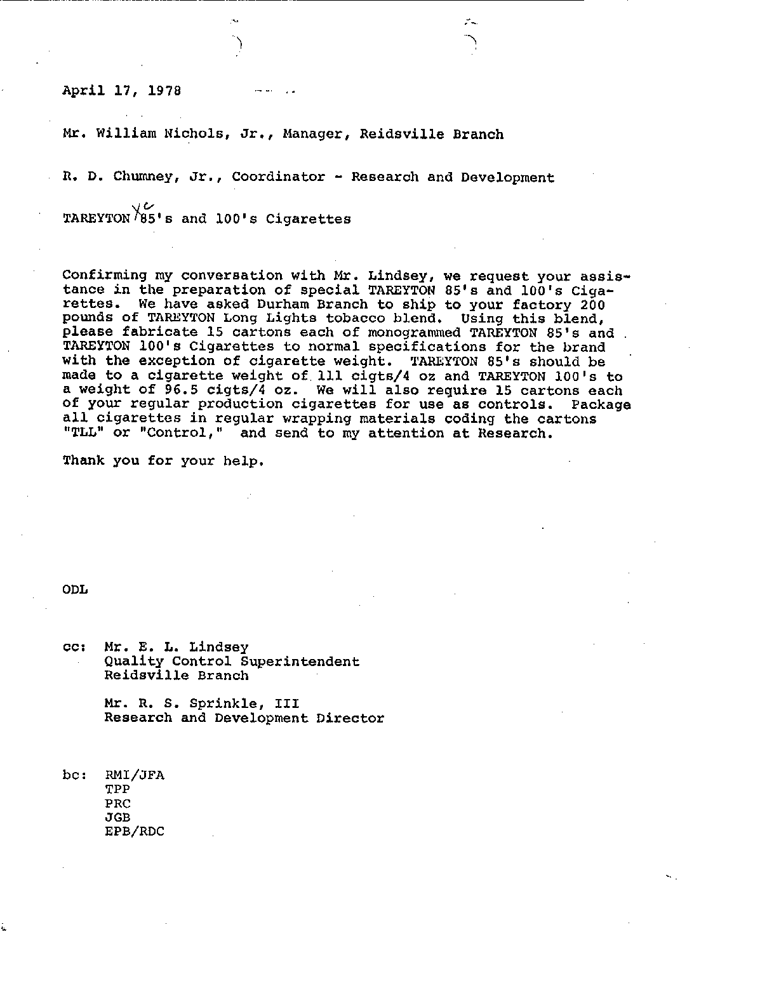 April 17, 1978
Mr. William Nichols, Jr., Manager, Reidsville Branch
R. D. Chumney, Jr., Coordinator - Research and Development
TAREYTON 85's and 100's Cigarettes
Confirming my conversation with Mr. Lindsey, we request your assis-
tance in the preparation of special TAREYTON 85's and 100's Ciga-
rettes. We have asked Durham Branch to ship to your factory 200
pounds of TAREYTON Long Lights tobacco blend. Using this blend,
please fabricate 15 cartons each of monogrammed TAREYTON 85's and
TAREYTON 100's Cigarettes to normal specifications for the brand
with the exception of cigarette weight. TAREYTON 85's should be
made to a cigarette weight of 111 cigts/4 oz and TAREYTON 100's to
a weight of 96.5 cigts/4 oz. We will also require 15 cartons each
of your regular production cigarettes for use as controls. Package
all cigarettes in regular wrapping materials coding the cartons
"TLL" or "Control," and send to my attention at Research.
Thank you for your help.
ODL
cc: Mr. E. L. Lindsey
Quality Control Superintendent
Reidsville Branch
Mr. R. S. Sprinkle, III
Research and Development Director
bc: RMI/JFA
TPP
PRC
JGB
EPB/RDC